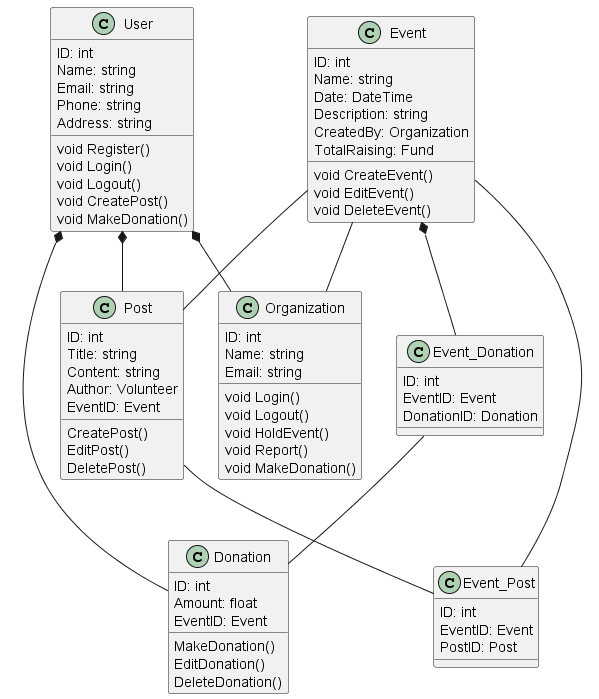 C User
ID: int
Name: string
Email: string
Phone: string
Address: string
void Register()
void Login()
void Logout()
void CreatePost()
void MakeDonation()
C Event
ID: int
Name: string
Date: DateTime
Description: string
CreatedBy: Organization
TotalRaising: Fund
void CreateEvent()
void EditEvent()
void DeleteEvent()
C Post
ID: int
Title: string
Content: string
Author: Volunteer
EventID: Event
CreatePost()
EditPost()
DeletePost()
C Organization
ID: int
Name: string
Email: string
void Login()
void Logout()
void HoldEvent()
void Report()
void MakeDonation()
C Event_Donation
ID: int
EventID: Event
DonationID: Donation
C Donation
ID: int
Amount: float
EventID: Event
MakeDonation()
EditDonation()
DeleteDonation()
C Event_Post
ID: int
EventID: Event
PostID: Post